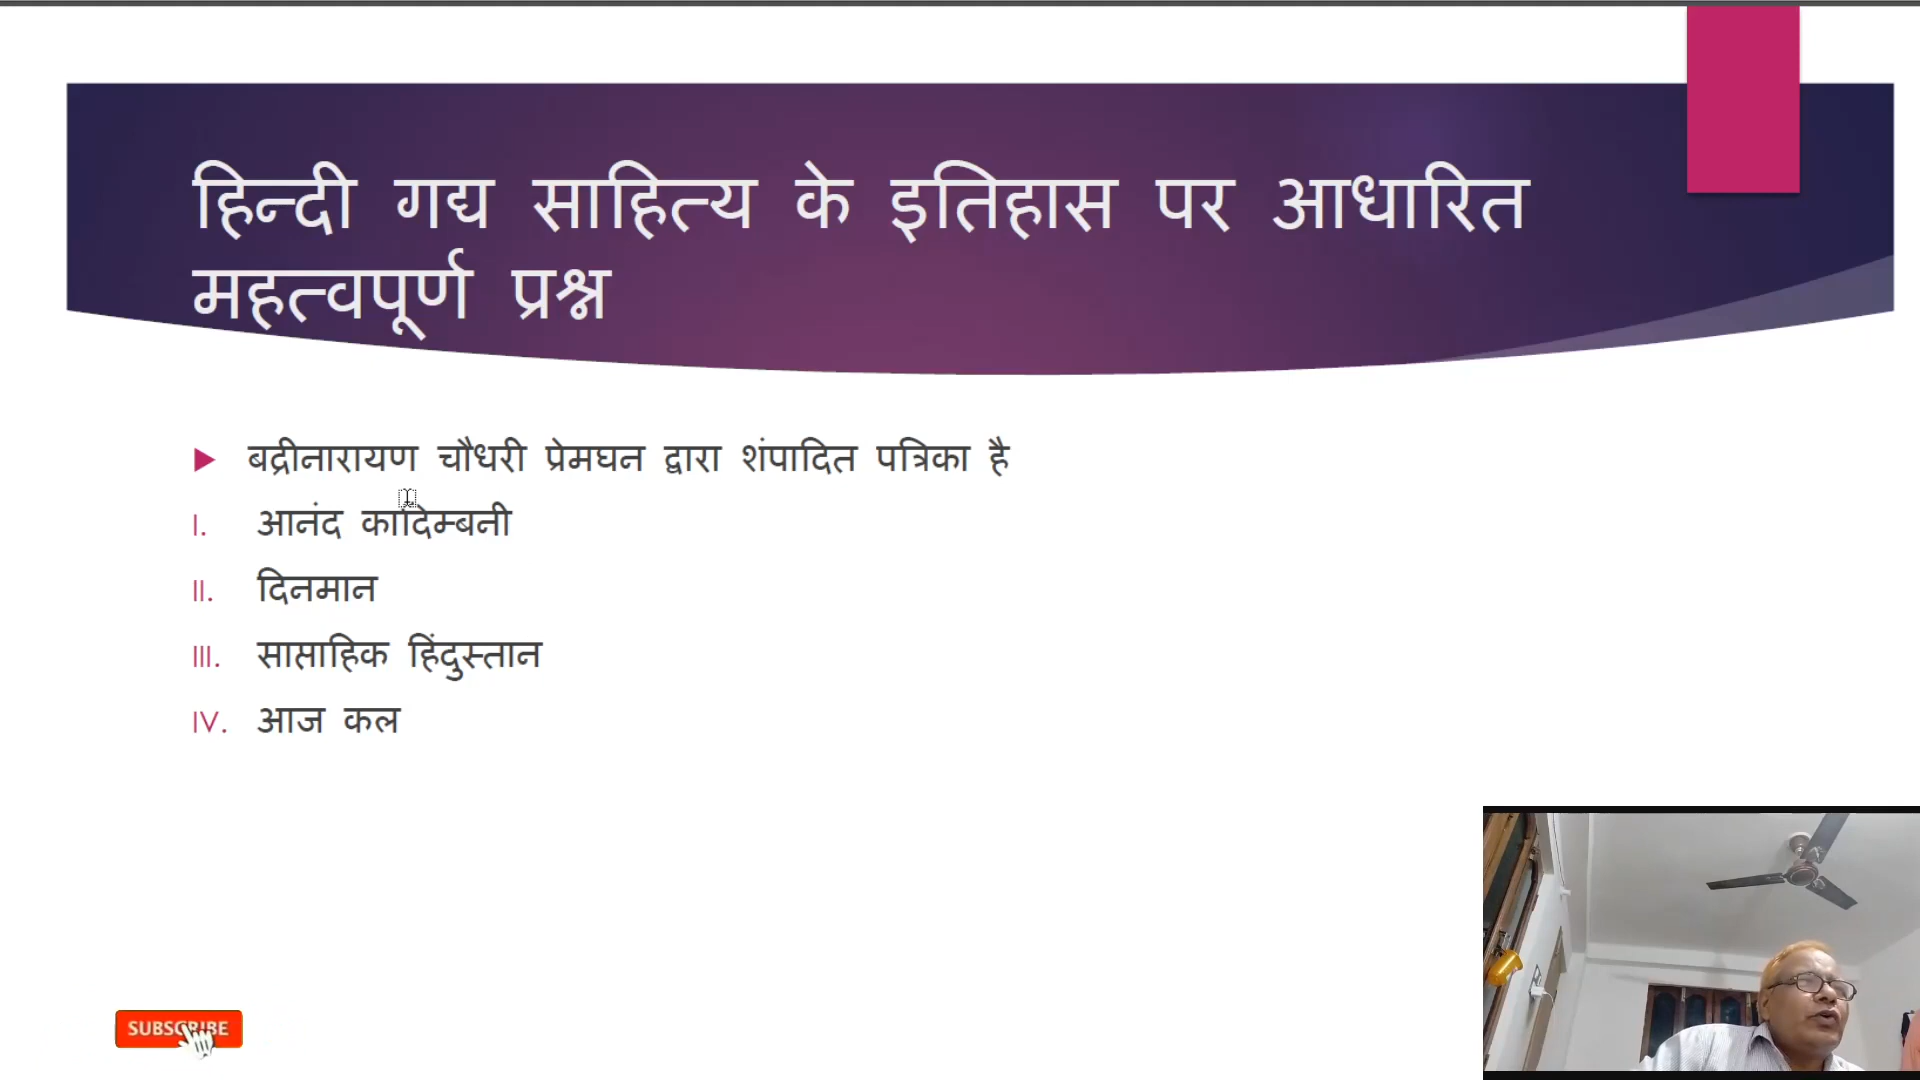 हिन्दी गद्य साहित्य के इतिहास पर आधारित
महत्वपूर्ण प्रश्न
बद्रीनारायण चौधरी प्रेमघन द्वारा शंपादित पत्रिका है
I. आनंद कादिम्बनी
II. दिनमान
III. साप्ताहिक हिंदुस्तान
IV. आज कल
SUBSCRIBE